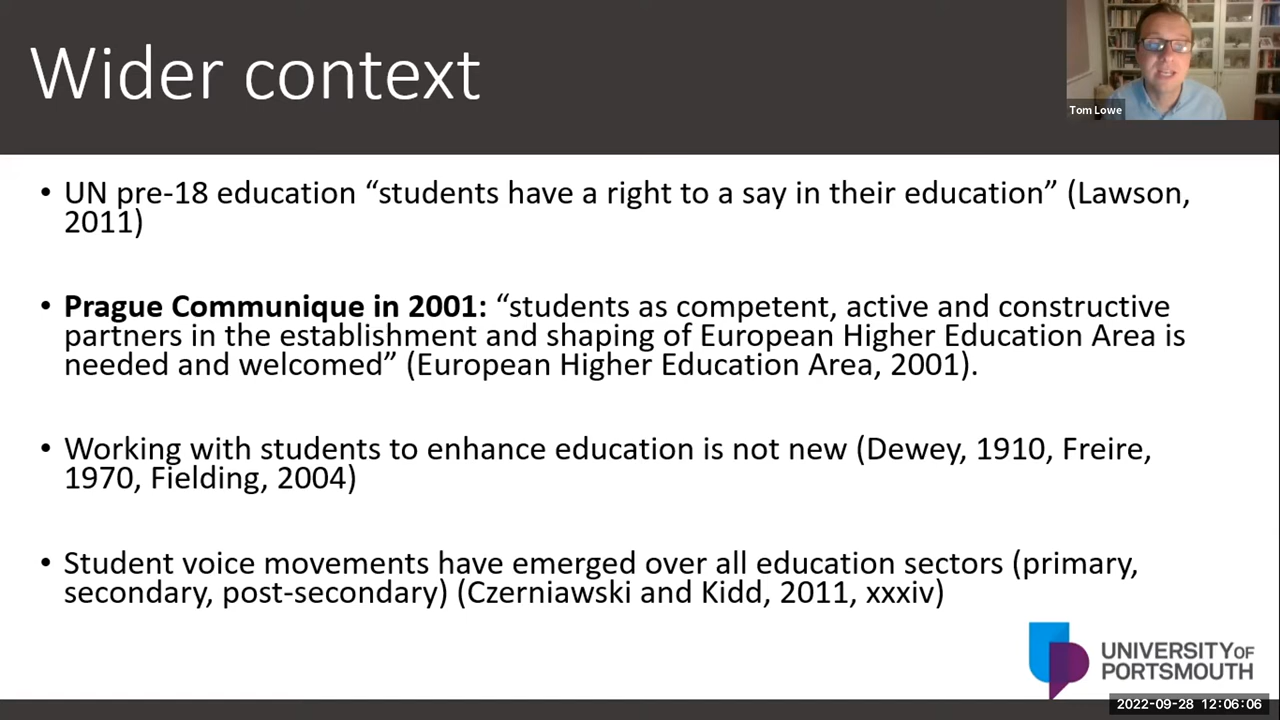 Wider context
Tom Lowe
• UN pre-18 education “students have a right to a say in their education” (Lawson,
2011)
• Prague Communique in 2001: “students as competent, active and constructive
partners in the establishment and shaping of European Higher Education Area is
needed and welcomed” (European Higher Education Area, 2001).
• Working with students to enhance education is not new (Dewey, 1910, Freire,
1970, Fielding, 2004)
• Student voice movements have emerged over all education sectors (primary,
secondary, post-secondary) (Czerniawski and Kidd, 2011, xxxiv)
UNIVERSITY OF
PORTSMOUTH
2022-09-28 12:06:06